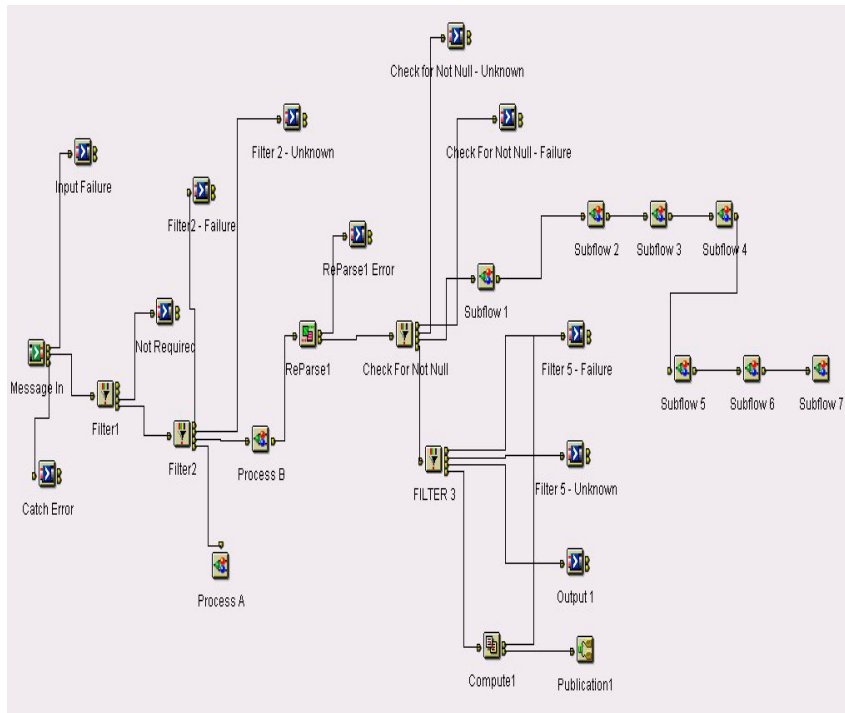 Check for Not Null - Unknown
Filter 2 - Unknown
Check For Not Null - Failure
Input Failure
Filter2 - Failure
Subflow 2
Subflow 3
Subflow 4
ReParse1 Error
Subflow 1
Not Required
Message In
ReParse1
Check For Not Null
Filter 5 - Failure
Subflow 5
Subflow 6
Subflow 7
Filter1
Filter2
Process B
FILTER 3
Filter 5 - Unknown
Catch Error
Process A
Output 1
Compute1
Publication1